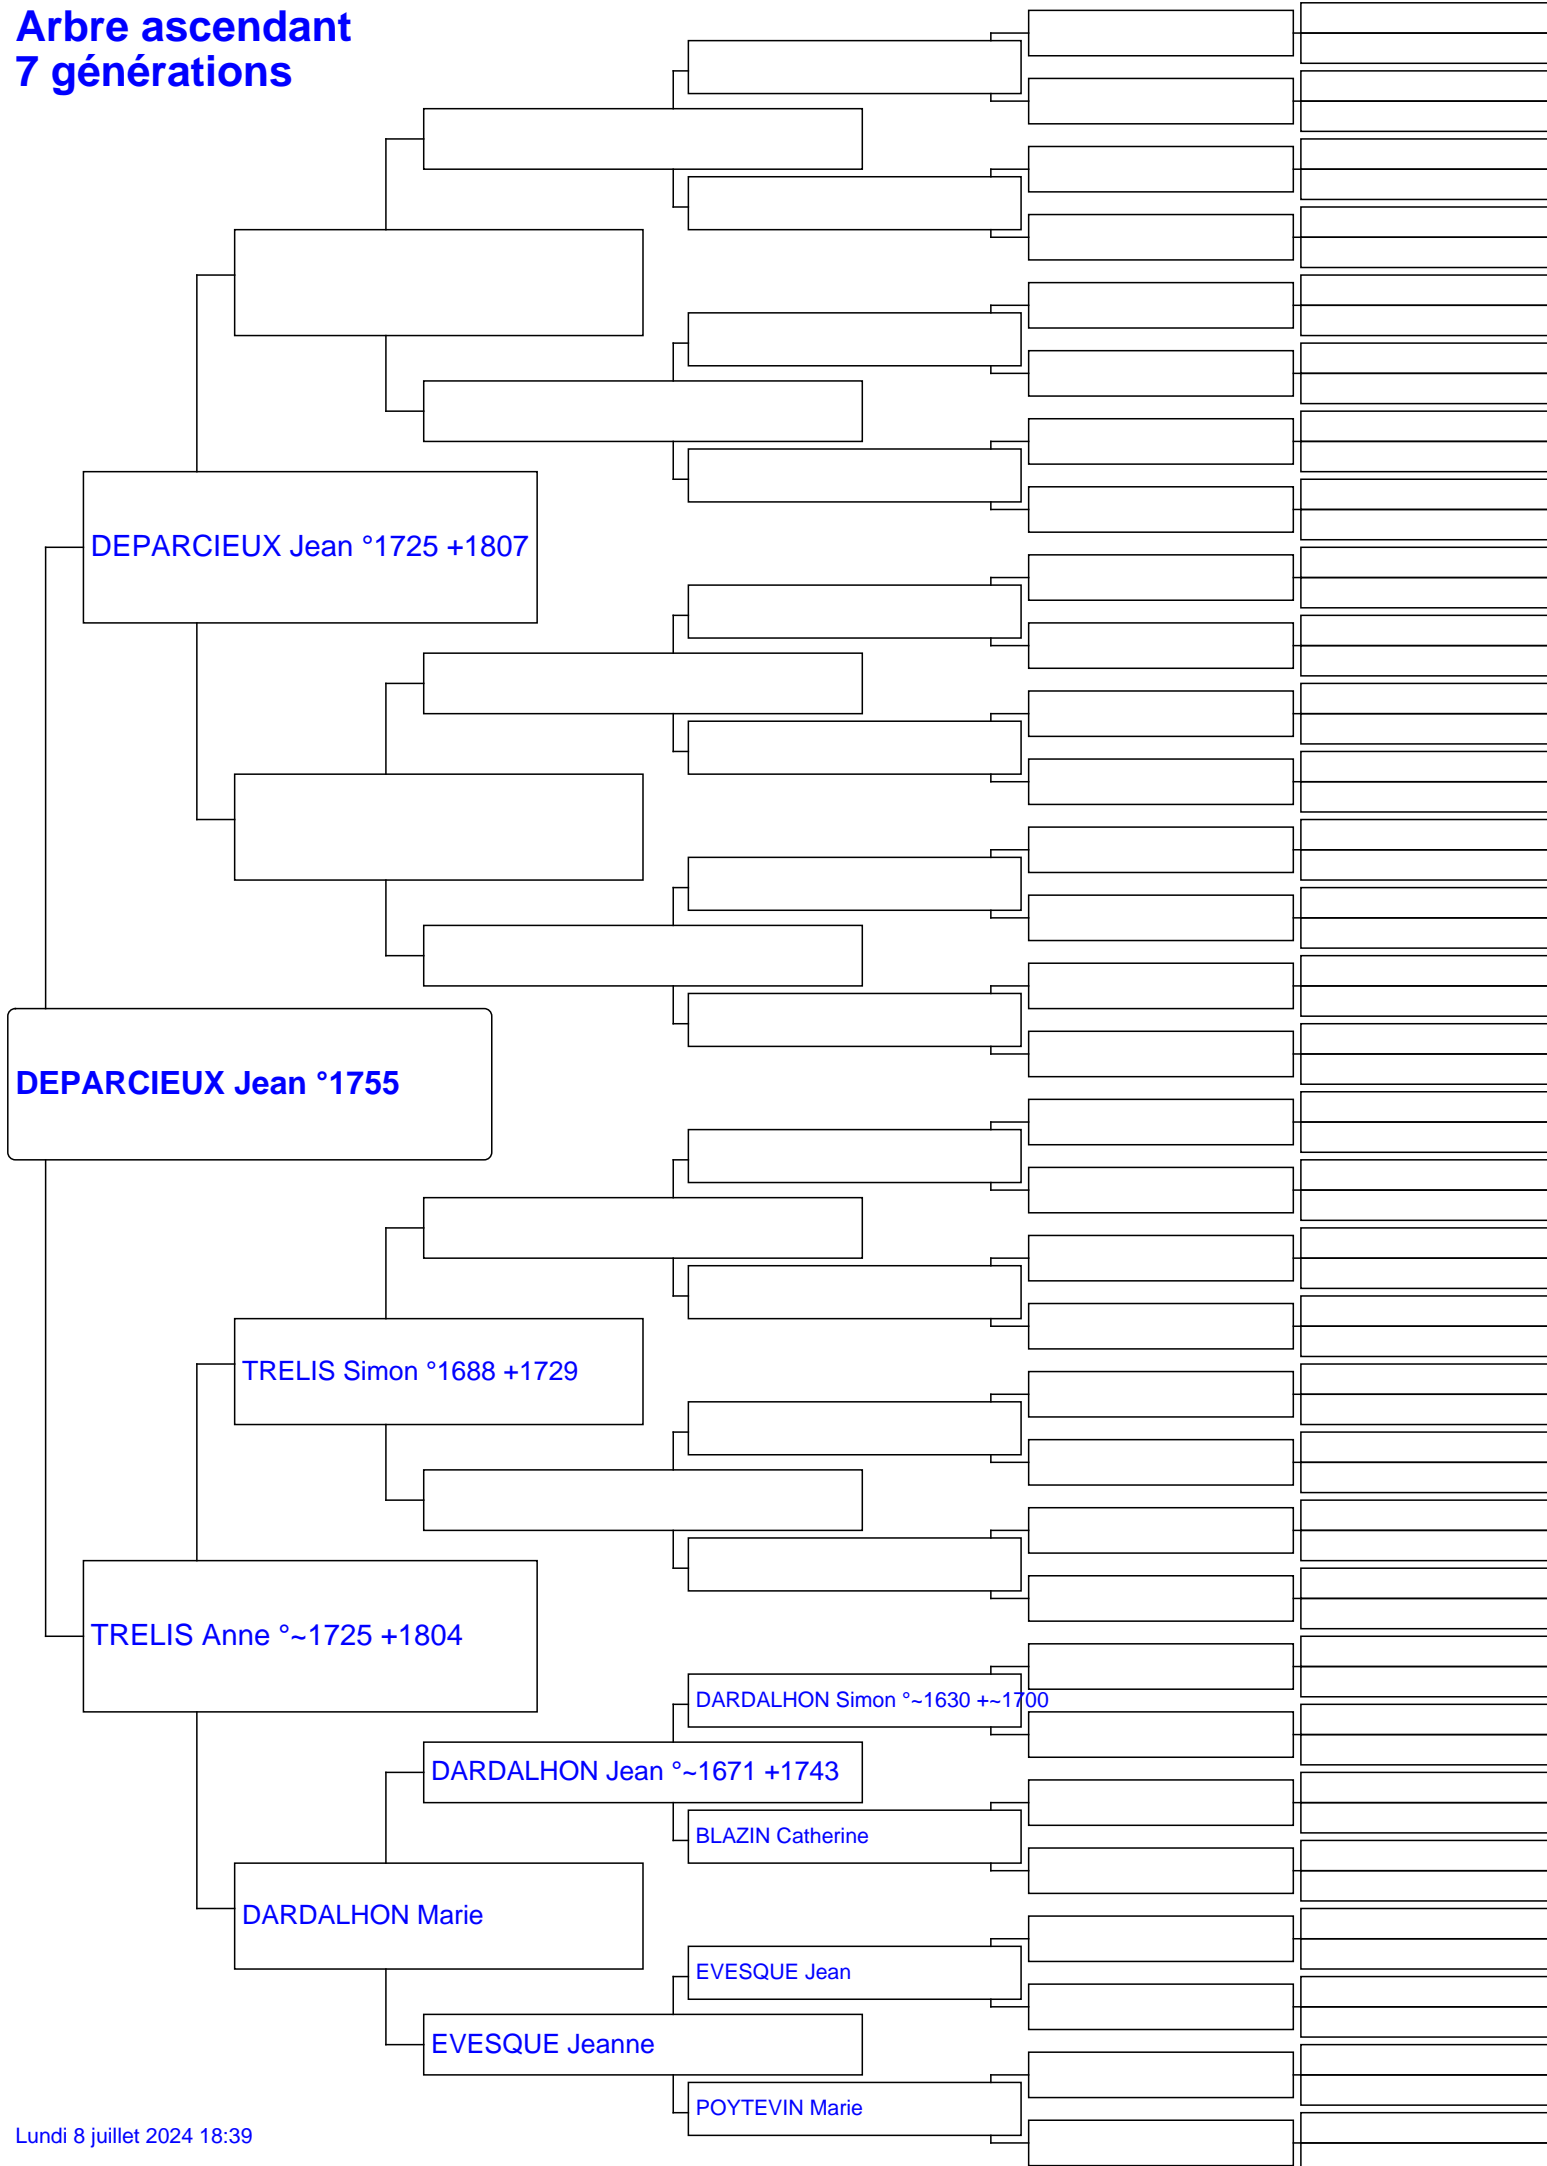 Arbre ascendant
7 générations
DEPARCIEUX Jean °1725 +1807
DEPARCIEUX Jean °1755
TRELIS Simon °1688 +1729
TRELIS Anne °~1725 +1804
DARDALHON Simon °~1630 +~1700
DARDALHON Jean °~1671 +1743
BLAZIN Catherine
DARDALHON Marie
EVESQUE Jean
EVESQUE Jeanne
POYTEVIN Marie
Lundi 8 juillet 2024 18:39